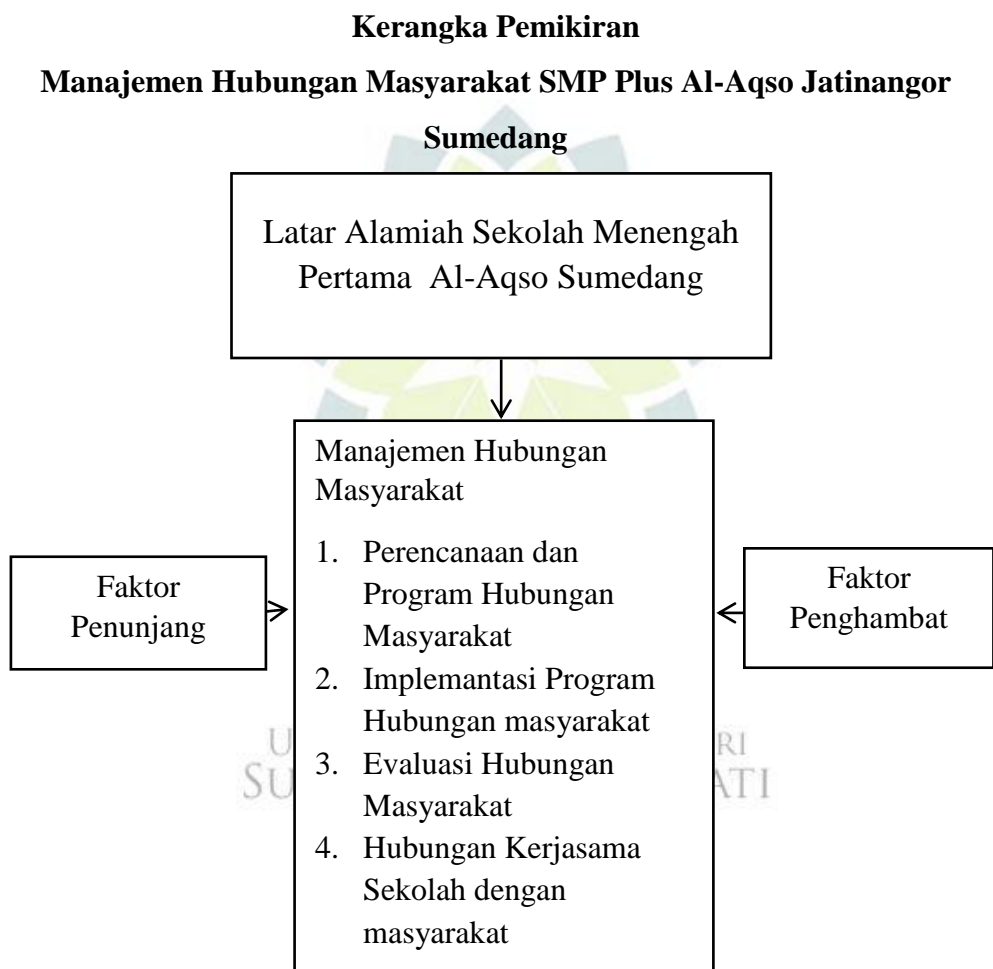 Kerangka Pemikiran
Manajemen Hubungan Masyarakat SMP Plus Al-Aqso Jatinangor
Sumedang
Latar Alamiah Sekolah Menengah
Pertama Al-Aqso Sumedang
Manajemen Hubungan
Masyarakat
1. Perencanaan dan
Program Hubungan
Masyarakat
2. Implemantasi Program
Hubungan masyarakat
3. Evaluasi Hubungan
Masyarakat
4. Hubungan Kerjasama
Sekolah dengan
masyarakat
Faktor
Penunjang
Faktor
Penghambat